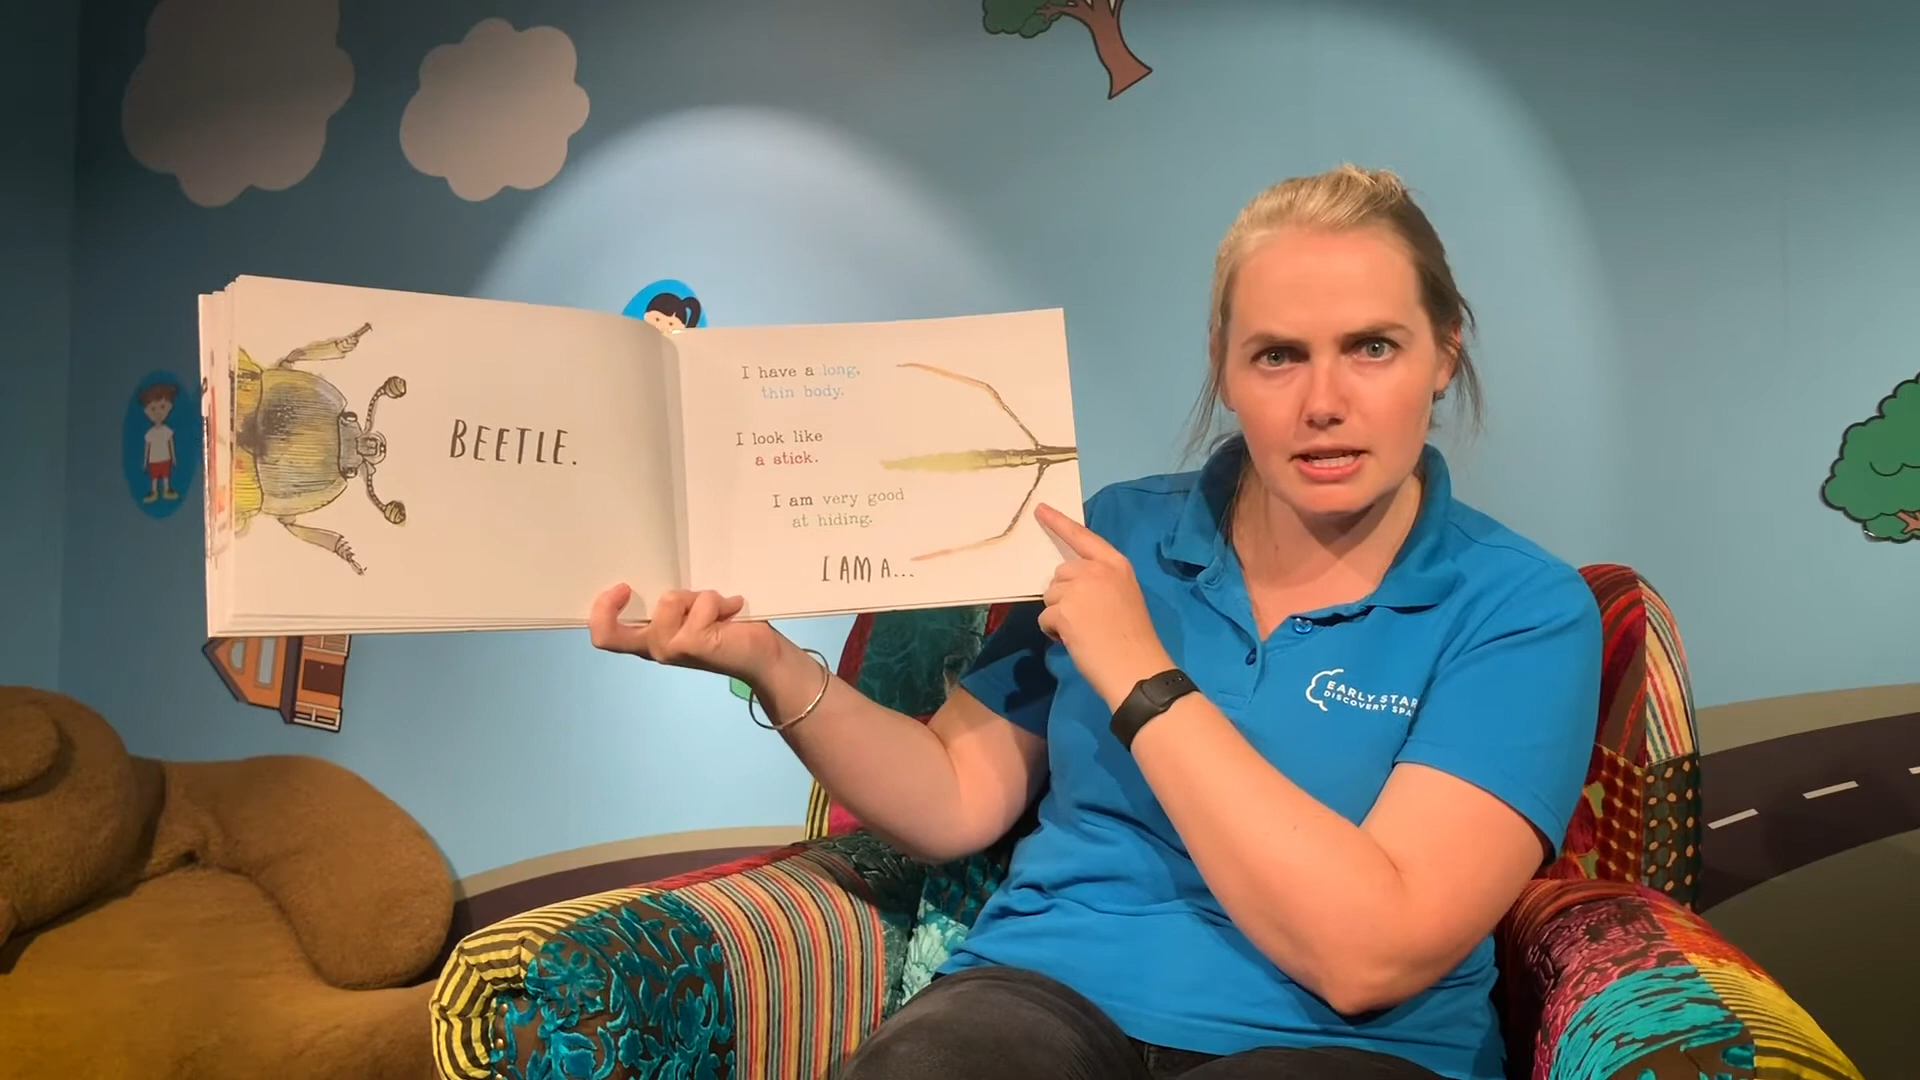 BEETLE.
I have a long,
thin body.
I look like
a stick.
I am very good
at hiding.
I AM A...
EARLY STAR
DISCOVERY SPA